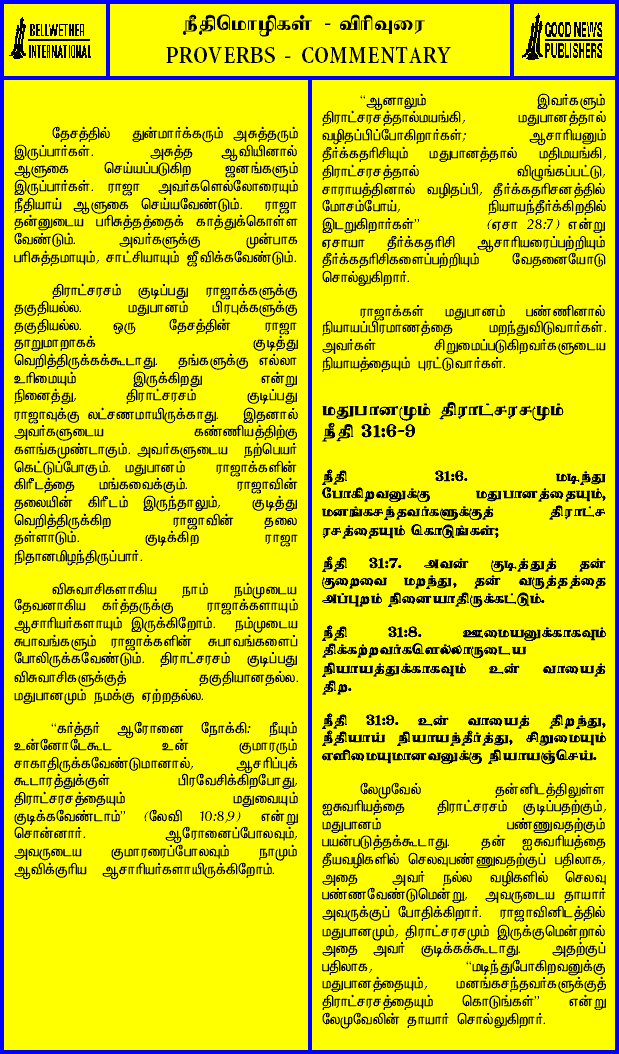 BELLWETHER
INTERNATIONAL
நீதிமொழிகள் - விரிவுரை
PROVERBS - COMMENTARY
GOOD NEWS
PUBLISHERS
தேசத்தில் துன்மார்க்கரும் அசுத்தரும்
இருப்பார்கள். அசுத்த ஆவியினால்
ஆளுகை செய்யப்படுகிற ஜனங்களும்
இருப்பார்கள். ராஜா அவர்களெல்லோரையும்
நீதியாய் ஆளுகை செய்யவேண்டும். ராஜா
தன்னுடைய பரிசுத்தத்தைக் காத்துக்கொள்ள
வேண்டும். அவர்களுக்கு முன்பாக
பரிசுத்தமாயும், சாட்சியாயும் ஜீவிக்கவேண்டும்.
திராட்சரசம் குடிப்பது ராஜாக்களுக்கு
தகுதியல்ல. மதுபானம் பிரபுக்களுக்கு
தகுதியல்ல. ஒரு தேசத்தின் ராஜா
தாறுமாறாகக் குடித்து
வெறித்திருக்கக்கூடாது. தங்களுக்கு எல்லா
உரிமையும் இருக்கிறது என்று
நினைத்து, திராட்சரசம் குடிப்பது
ராஜாவுக்கு லட்சணமாயிருக்காது. இதனால்
அவர்களுடைய கண்ணியத்திற்கு
களங்கமுண்டாகும். அவர்களுடைய நற்பெயர்
கெட்டுப்போகும். மதுபானம் ராஜாக்களின்
கிரீடத்தை மங்கவைக்கும். ராஜாவின்
தலையின் கிரீடம் இருந்தாலும், குடித்து
வெறித்திருக்கிற ராஜாவின் தலை
தள்ளாடும். குடிக்கிற ராஜா
நிதானமிழந்திருப்பார்.
விசுவாசிகளாகிய நாம் நம்முடைய
தேவனாகிய கர்த்தருக்கு ராஜாக்களாயும்
ஆசாரியர்களாயும் இருக்கிறோம். நம்முடைய
சுபாவங்களும் ராஜாக்களின் சுபாவங்களைப்
போலிருக்கவேண்டும். திராட்சரசம் குடிப்பது
விசுவாசிகளுக்குத் தகுதியானதல்ல.
மதுபானமும் நமக்கு ஏற்றதல்ல.
“கர்த்தர் ஆரோனை நோக்கி: நீயும்
உன்னோடேகூட உன் குமாரரும்
சாகாதிருக்கவேண்டுமானால், ஆசரிப்புக்
கூடாரத்துக்குள் பிரவேசிக்கிறபோது,
திராட்சரசத்தையும் மதுவையும்
குடிக்கவேண்டாம்” (லேவி 10:8,9) என்று
சொன்னார். ஆரோனைப்போலவும்,
அவருடைய குமாரரைப்போலவும் நாமும்
ஆவிக்குரிய ஆசாரியர்களாயிருக்கிறோம்.
“ஆனாலும் இவர்களும்
திராட்சரசத்தால்மயங்கி, மதுபானத்தால்
வழிதப்பிப்போகிறார்கள்; ஆசாரியனும்
தீர்க்கதரிசியும் மதுபானத்தால் மதிமயங்கி,
திராட்சரசத்தால் விழுங்கப்பட்டு,
சாராயத்தினால் வழிதப்பி, தீர்க்கதரிசனத்தில்
மோசம்போய், நியாயந்தீர்க்கிறதில்
இடறுகிறார்கள்” (ஏசா 28:7) என்று
ஏசாயா தீர்க்கதரிசி ஆசாரியரைப்பற்றியும்
தீர்க்கதரிசிகளைப்பற்றியும் வேதனையோடு
சொல்லுகிறார்.
ராஜாக்கள் மதுபானம் பண்ணினால்
நியாயப்பிரமாணத்தை மறந்துவிடுவார்கள்.
அவர்கள் சிறுமைப்படுகிறவர்களுடைய
நியாயத்தையும் புரட்டுவார்கள்.
மதுபானமும் திராட்சரசமும்
நீதி 31:6-9
நீதி 31:6. மடிந்து
போகிறவனுக்கு மதுபானத்தையும்,
மனங்கசந்தவர்களுக்குத் திராட்ச
ரசத்தையும் கொடுங்கள்;
நீதி 31:7. அவன் குடித்துத் தன்
குறைவை மறந்து, தன் வருத்தத்தை
அப்புறம் நினையாதிருக்கட்டும்.
நீதி 31:8. ஊமையனுக்காகவும்
திக்கற்றவர்களெல்லாருடைய
நியாயத்துக்காகவும் உன் வாயைத்
திற.
நீதி 31:9. உன் வாயைத் திறந்து,
நீதியாய் நியாயந்தீர்த்து, சிறுமையும்
எளிமையுமானவனுக்கு நியாயஞ்செய்.
லேமுவேல் தன்னிடத்திலுள்ள
ஐசுவரியத்தை திராட்சரசம் குடிப்பதற்கும்,
மதுபானம் பண்ணுவதற்கும்
பயன்படுத்தக்கூடாது. தன் ஐசுவரியத்தை
தீயவழிகளில் செலவுபண்ணுவதற்குப் பதிலாக,
அதை அவர் நல்ல வழிகளில் செலவு
பண்ணவேண்டுமென்று, அவருடைய தாயார்
அவருக்குப் போதிக்கிறார். ராஜாவினிடத்தில்
மதுபானமும், திராட்சரசமும் இருக்குமென்றால்
அதை அவர் குடிக்கக்கூடாது. அதற்குப்
பதிலாக, “மடிந்துபோகிறவனுக்கு
மதுபானத்தையும், மனங்கசந்தவர்களுக்குத்
திராட்சரசத்தையும் கொடுங்கள்” என்று
லேமுவேலின் தாயார் சொல்லுகிறார்.